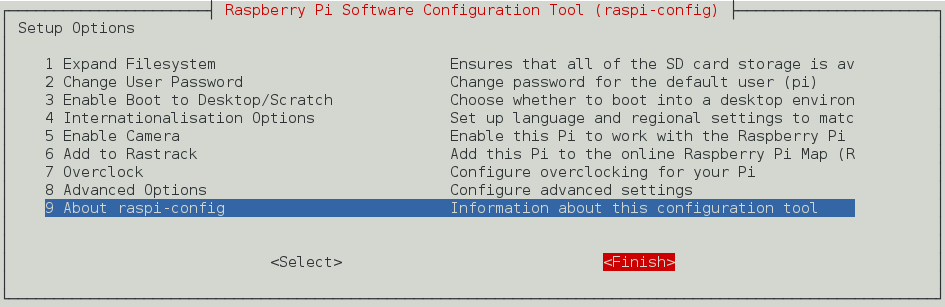 Raspberry Pi Software Configuration Tool (raspi-config)
Setup Options
1 Expand Filesystem Ensures that all of the SD card storage is av
2 Change User Password Change password for the default user (pi)
3 Enable Boot to Desktop/Scratch Choose whether to boot into a desktop environ
4 Internationalisation Options Set up language and regional settings to matc
5 Enable Camera Enable this Pi to work with the Raspberry Pi
6 Add to Rastrack Add this Pi to the online Raspberry Pi Map (R
7 Overclock Configure overclocking for your Pi
8 Advanced Options Configure advanced settings
9 About raspi-config Information about this configuration tool
<Select> <Finish>